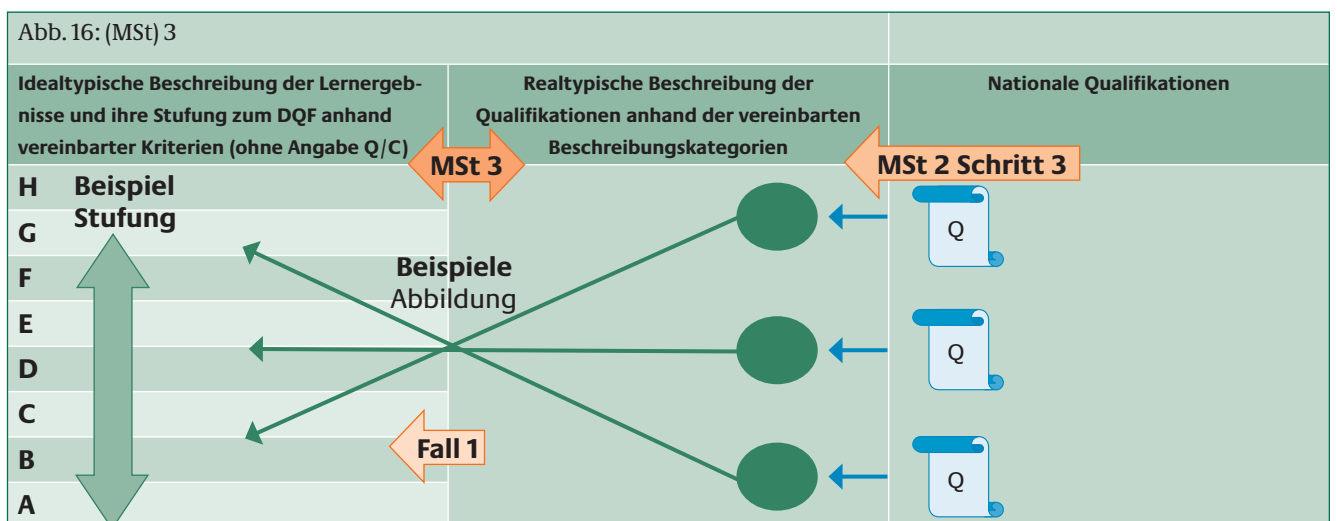 Abb. 16: (MSt) 3
Idealtypische Beschreibung der Lernergeb-
nisse und ihre Stufung zum DQF anhand
vereinbarter Kriterien (ohne Angabe Q/C)
Realtypische Beschreibung der
Qualifikationen anhand der vereinbarten
Beschreibungskategorien
Nationale Qualifikationen
MSt 3
MSt 2 Schritt 3
H
Beispiel
Stufung
G
F
E
D
C
B
A
Beispiele
Abbildung
Fall 1
Q
Q
Q